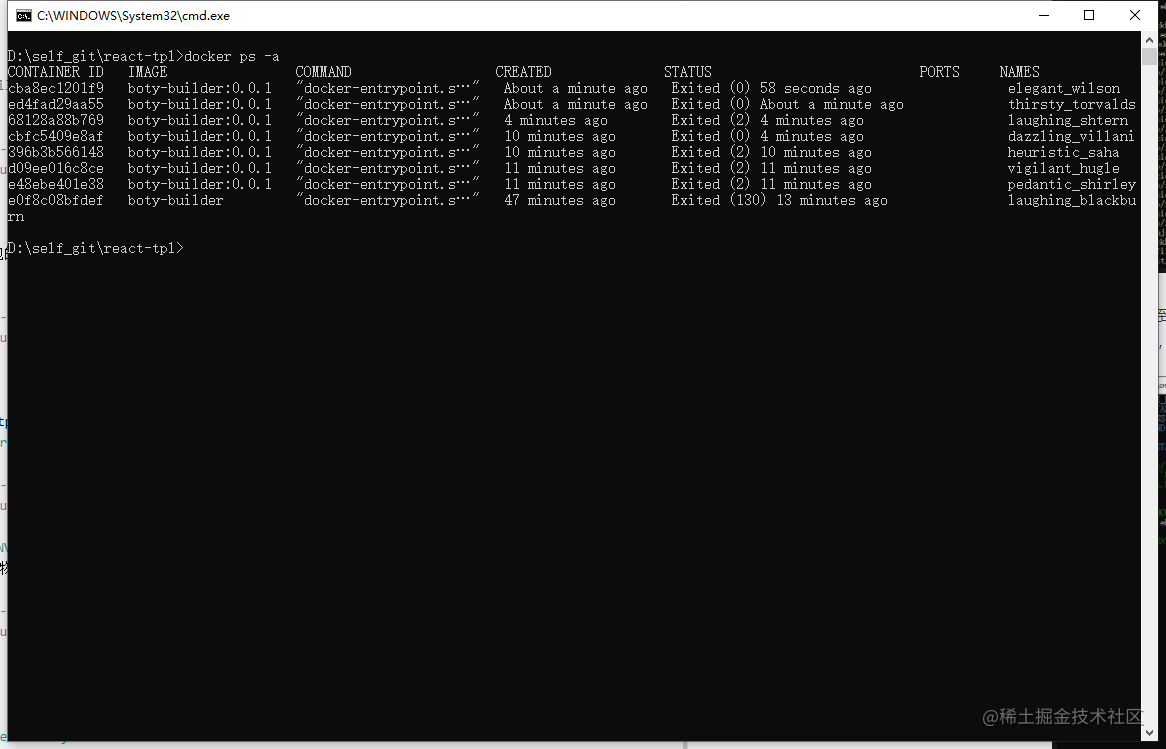 C:\WINDOWS\System32\cmd.exe
D:\self_git\react-tpl>docker ps -a
CONTAINER ID   IMAGE                COMMAND                  CREATED              STATUS                          PORTS     NAMES
cba8ec1201f9   boty-builder:0.0.1   "docker-entrypoint.s…"   About a minute ago   Exited (0) 58 seconds ago                 elegant_wilson
ed4fad29aa55   boty-builder:0.0.1   "docker-entrypoint.s…"   About a minute ago   Exited (0) About a minute ago             thirsty_torvalds
68128a88b769   boty-builder:0.0.1   "docker-entrypoint.s…"   4 minutes ago        Exited (2) 4 minutes ago                  laughing_shtern
cbfc5409e8af   boty-builder:0.0.1   "docker-entrypoint.s…"   10 minutes ago       Exited (0) 4 minutes ago                  dazzling_villani
396b3b566148   boty-builder:0.0.1   "docker-entrypoint.s…"   10 minutes ago       Exited (2) 10 minutes ago                 heuristic_saha
d09ee016c8ce   boty-builder:0.0.1   "docker-entrypoint.s…"   11 minutes ago       Exited (2) 11 minutes ago                 vigilant_hugle
e48ebe401e38   boty-builder:0.0.1   "docker-entrypoint.s…"   11 minutes ago       Exited (2) 11 minutes ago                 pedantic_shirley
e0f8c08bfdef   boty-builder         "docker-entrypoint.s…"   47 minutes ago       Exited (130) 13 minutes ago               laughing_blackbu
rn
D:\self_git\react-tpl>
@稀土掘金技术社区